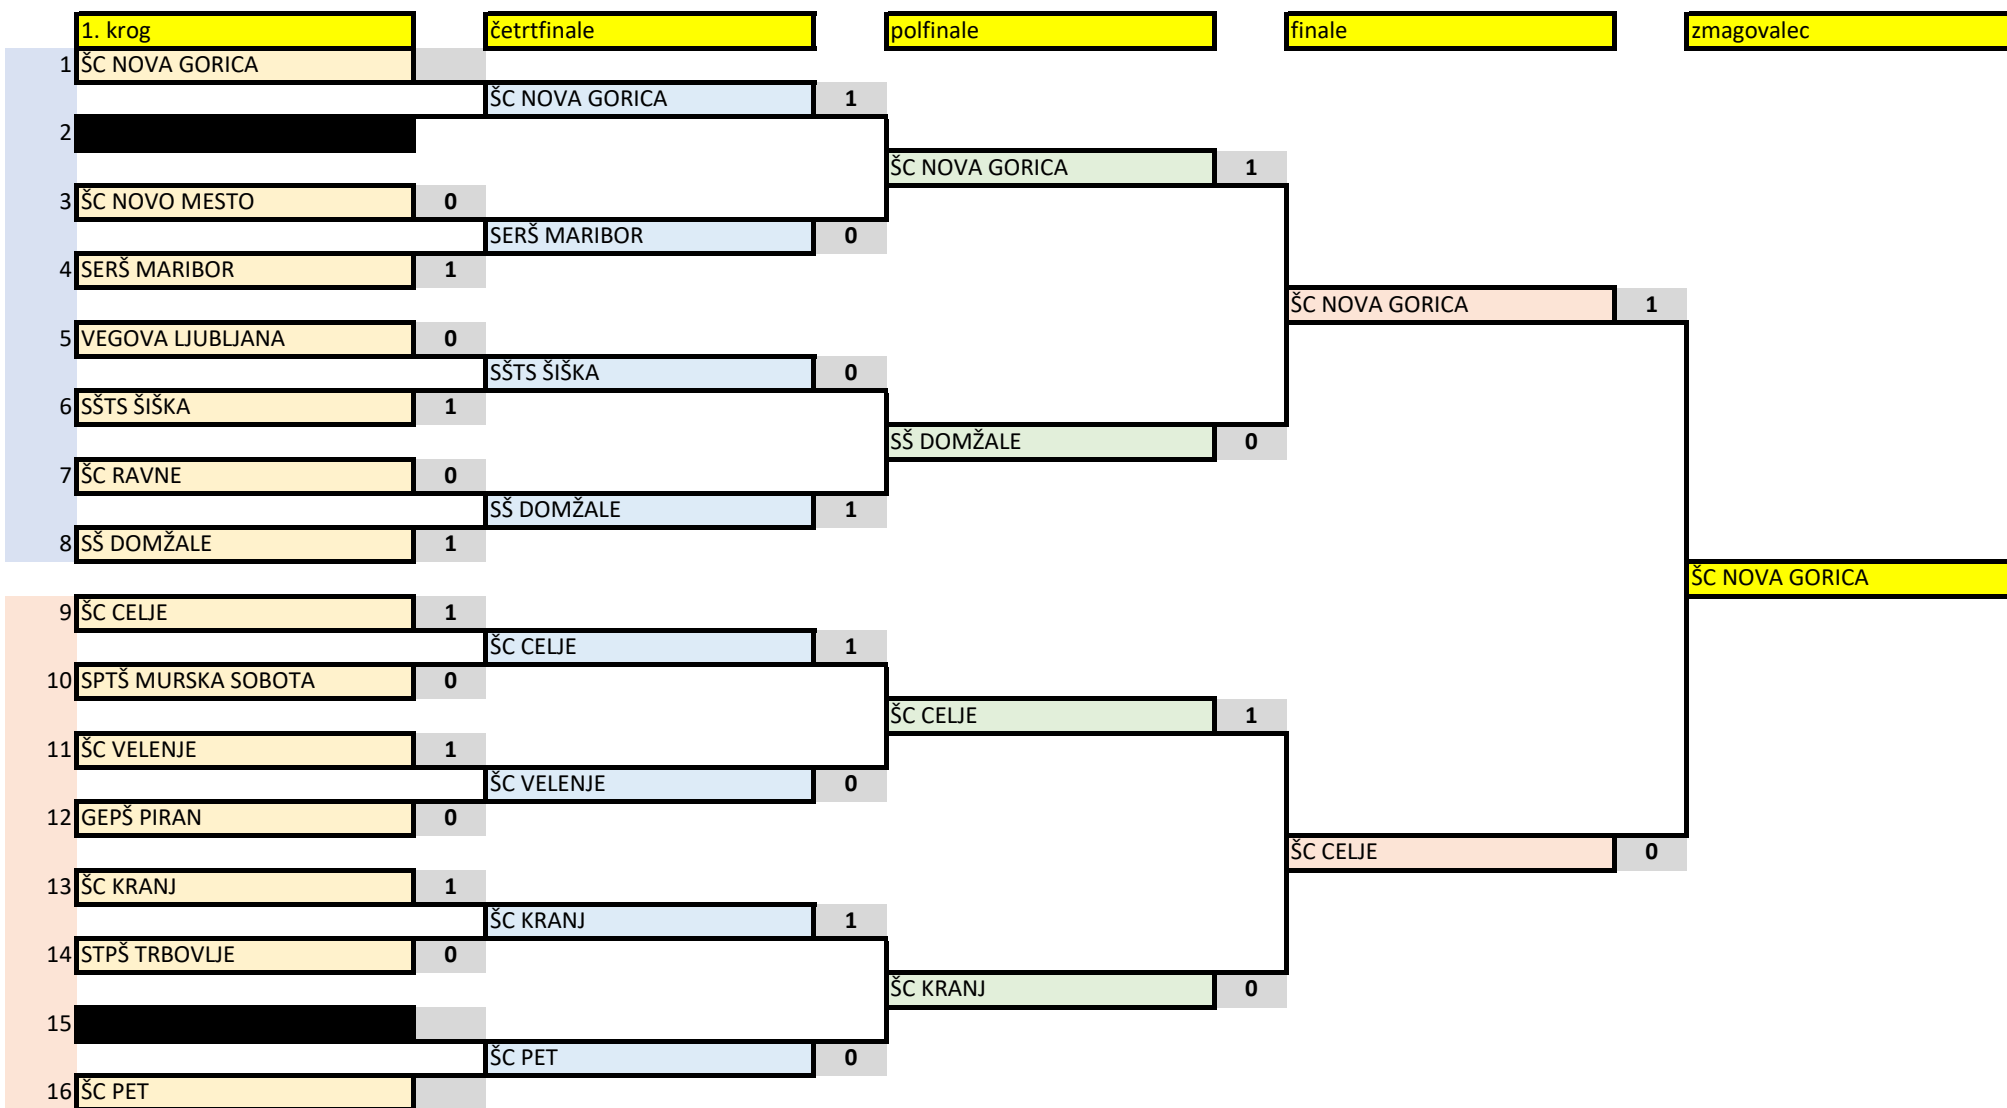 1. krog četrtfinale polfinale finale zmagovalec
1 ŠC NOVA GORICA
ŠC NOVA GORICA 1
2
ŠC NOVA GORICA 1
3 ŠC NOVO MESTO 0
SERŠ MARIBOR 0
4 SERŠ MARIBOR 1
ŠC NOVA GORICA 1
5 VEGOVA LJUBLJANA 0
SŠTS ŠIŠKA 0
6 SŠTS ŠIŠKA 1
SŠ DOMŽALE 0
7 ŠC RAVNE 0
SŠ DOMŽALE 1
8 SŠ DOMŽALE 1
ŠC NOVA GORICA
9 ŠC CELJE 1
ŠC CELJE 1
10 SPTŠ MURSKA SOBOTA 0
ŠC CELJE 1
11 ŠC VELENJE 1
ŠC VELENJE 0
12 GEPŠ PIRAN 0
ŠC CELJE 0
13 ŠC KRANJ 1
ŠC KRANJ 1
14 STPŠ TRBOVLJE 0
ŠC KRANJ 0
15
ŠC PET 0
16 ŠC PET